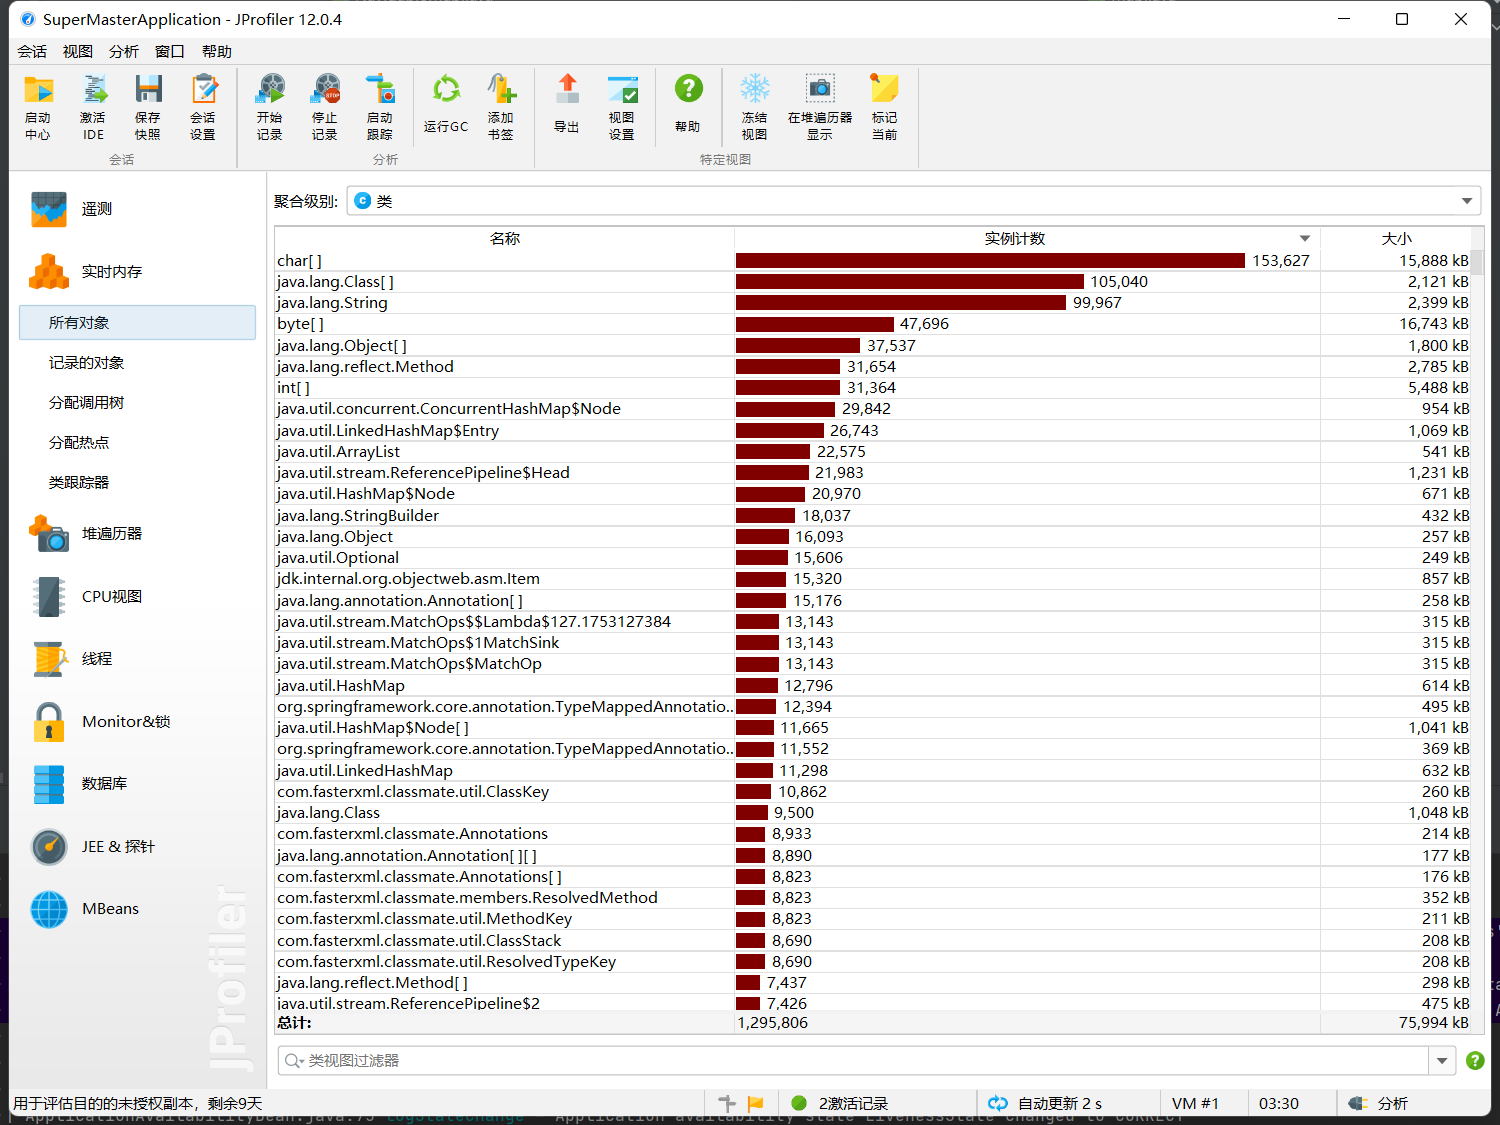 SuperMasterApplication - JProfiler 12.0.4
会话 视图 分析 窗口 帮助
启动中心 激活IDE 保存快照 会话设置 开始记录 停止记录 启动跟踪 运行GC 添加书签 导出 视图设置 帮助 冻结视图 在堆遍历器显示 标记当前
会话 分析 特定视图
遥测
实时内存
所有对象
记录的对象
分配调用树
分配热点
类跟踪器
堆遍历器
CPU视图
线程
Monitor&锁
数据库
JEE & 探针
MBeans
JProfiler
聚合级别: 类
名称 实例计数 大小
char[] 153,627 15,888 kB
java.lang.Class[] 105,040 2,121 kB
java.lang.String 99,967 2,399 kB
byte[] 47,696 16,743 kB
java.lang.Object[] 37,537 1,800 kB
java.lang.reflect.Method 31,654 2,785 kB
int[] 31,364 5,488 kB
java.util.concurrent.ConcurrentHashMap$Node 29,842 954 kB
java.util.LinkedHashMap$Entry 26,743 1,069 kB
java.util.ArrayList 22,575 541 kB
java.util.stream.ReferencePipeline$Head 21,983 1,231 kB
java.util.HashMap$Node 20,970 671 kB
java.lang.StringBuilder 18,037 432 kB
java.lang.Object 16,093 257 kB
java.util.Optional 15,606 249 kB
jdk.internal.org.objectweb.asm.Item 15,320 857 kB
java.lang.annotation.Annotation[] 15,176 258 kB
java.util.stream.MatchOps$$Lambda$127.1753127384 13,143 315 kB
java.util.stream.MatchOps$1MatchSink 13,143 315 kB
java.util.stream.MatchOps$MatchOp 13,143 315 kB
java.util.HashMap 12,796 614 kB
org.springframework.core.annotation.TypeMappedAnnotatio... 12,394 495 kB
java.util.HashMap$Node[] 11,665 1,041 kB
org.springframework.core.annotation.TypeMappedAnnotatio... 11,552 369 kB
java.util.LinkedHashMap 11,298 632 kB
com.fasterxml.classmate.util.ClassKey 10,862 260 kB
java.lang.Class 9,500 1,048 kB
com.fasterxml.classmate.Annotations 8,933 214 kB
java.lang.annotation.Annotation[][] 8,890 177 kB
com.fasterxml.classmate.Annotations[] 8,823 176 kB
com.fasterxml.classmate.members.ResolvedMethod 8,823 352 kB
com.fasterxml.classmate.util.MethodKey 8,823 211 kB
com.fasterxml.classmate.util.ClassStack 8,690 208 kB
com.fasterxml.classmate.util.ResolvedTypeKey 8,690 208 kB
java.lang.reflect.Method[] 7,437 298 kB
java.util.stream.ReferencePipeline$2 7,426 475 kB
总计: 1,295,806 75,994 kB
类视图过滤器
用于评估目的的未授权副本，剩余9天 2激活记录 自动更新 2 s VM #1 03:30 分析